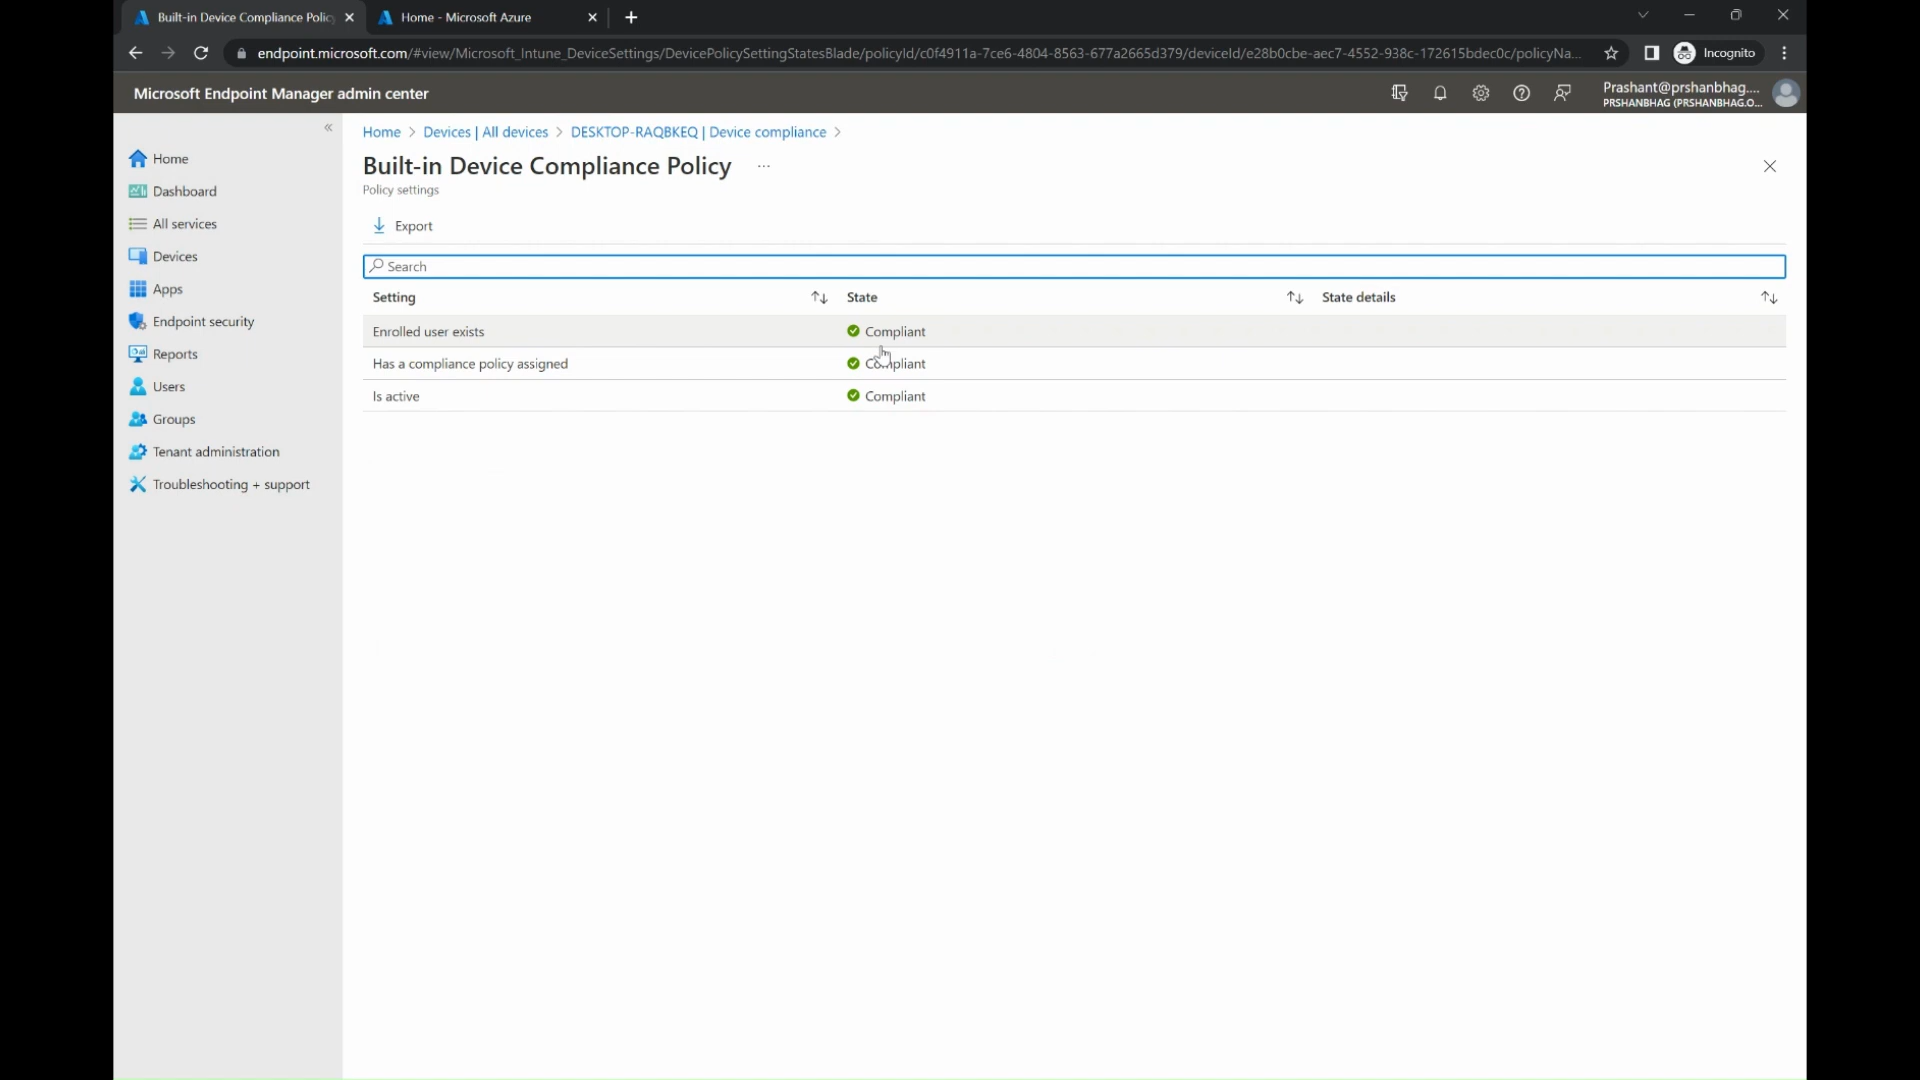 Built-in Device Compliance Polic
Home - Microsoft Azure
endpoint.microsoft.com/#view/Microsoft_Intune_DeviceSettings/DevicePolicySettingStatesBlade/policyId/c0f4911a-7ce6-4804-8563-677a2665d379/deviceId/e28b0cbe-aec7-4552-938c-172615bdec0c/policyNa...
Incognito
Microsoft Endpoint Manager admin center
Prashant@prshanbhag....
PRSHANBHAG (PRSHANBHAG.O...
Home
Dashboard
All services
Devices
Apps
Endpoint security
Reports
Users
Groups
Tenant administration
Troubleshooting + support
Home > Devices | All devices > DESKTOP-RAQBKEQ | Device compliance >
Built-in Device Compliance Policy ...
Policy settings
Export
Search
Setting State State details
Enrolled user exists Compliant
Has a compliance policy assigned Compliant
Is active Compliant